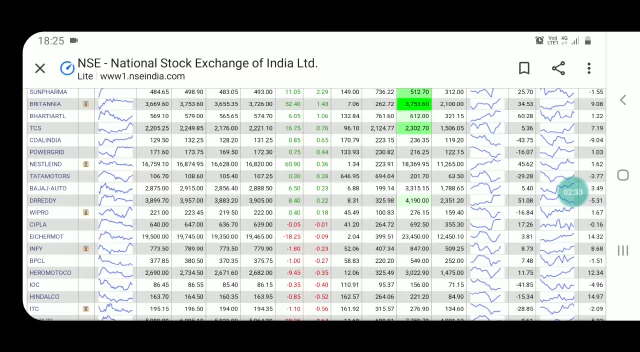 18:25 Vo)) LTE1 4G
NSE - National Stock Exchange of India Ltd.
Lite www1.nseindia.com
SUNPHARMA 484.65 498.90 483.05 493.00 11.05 2.29 149.00 736.22 512.70 312.00 25.70 -1.55
BRITANNIA 3,669.60 3,753.60 3,655.35 3,726.00 52.40 1.43 7.06 262.72 3,753.60 2,100.00 34.53 9.08
BHARTIARTL 569.10 579.00 565.65 574.70 6.05 1.06 132.84 761.60 612.00 321.15 60.28 1.22
TCS 2,205.25 2,249.85 2,176.00 2,221.10 16.75 0.76 96.10 2,124.77 2,302.70 1,506.05 5.36 7.19
COALINDIA 129.50 132.25 128.20 131.25 0.85 0.65 170.79 223.15 236.35 119.20 -43.75 -9.04
POWERGRID 171.60 173.75 169.50 172.30 0.75 0.44 133.93 230.82 216.25 122.15 -16.07 1.03
NESTLEIND 16,759.10 16,874.95 16,628.00 16,820.00 60.90 0.36 1.34 223.91 18,369.95 11,265.00 45.62 1.62
TATAMOTORS 106.70 108.60 105.40 107.25 0.30 0.28 646.95 694.04 201.70 63.50 -29.28 -3.77
BAJAJ-AUTO 2,875.00 2,915.00 2,856.40 2,888.50 6.50 0.23 6.88 199.14 3,315.15 1,788.65 5.40 3.49
DRREDDY 3,899.70 3,957.00 3,883.20 3,905.10 8.40 0.22 8.31 325.98 4,190.00 2,351.20 51.08 -5.31
02:33
WIPRO 221.00 223.45 219.10 222.00 0.40 0.18 45.49 100.83 276.15 159.40 -16.84 1.67
CIPLA 640.00 647.00 636.70 639.00 -0.05 -0.01 41.20 264.72 692.50 355.30 17.26 -0.16
EICHERMOT 19,500.00 19,745.00 19,365.00 19,465.00 -18.25 -0.09 2.04 399.51 23,450.00 12,450.00 3.81 14.32
INFY 773.50 789.90 773.50 779.00 -1.80 -0.23 52.06 407.34 847.00 509.25 8.73 8.68
BPCL 377.85 380.50 370.35 375.75 -1.00 -0.27 58.83 220.20 549.00 252.00 7.48 -1.51
HEROMOTOCO 2,690.00 2,734.50 2,671.60 2,682.00 -9.45 -0.35 12.06 325.49 3,022.00 1,475.00 11.75 12.34
IOC 86.45 86.55 85.40 86.15 -0.35 -0.40 110.91 95.37 156.00 71.15 -41.85 -4.96
HINDALCO 163.70 164.50 160.35 163.75 -0.85 -0.52 162.57 264.06 221.20 84.90 -15.34 14.97
ITC 195.15 196.50 194.00 194.35 -1.10 -0.56 161.92 315.57 276.90 134.60 -28.85 -2.09